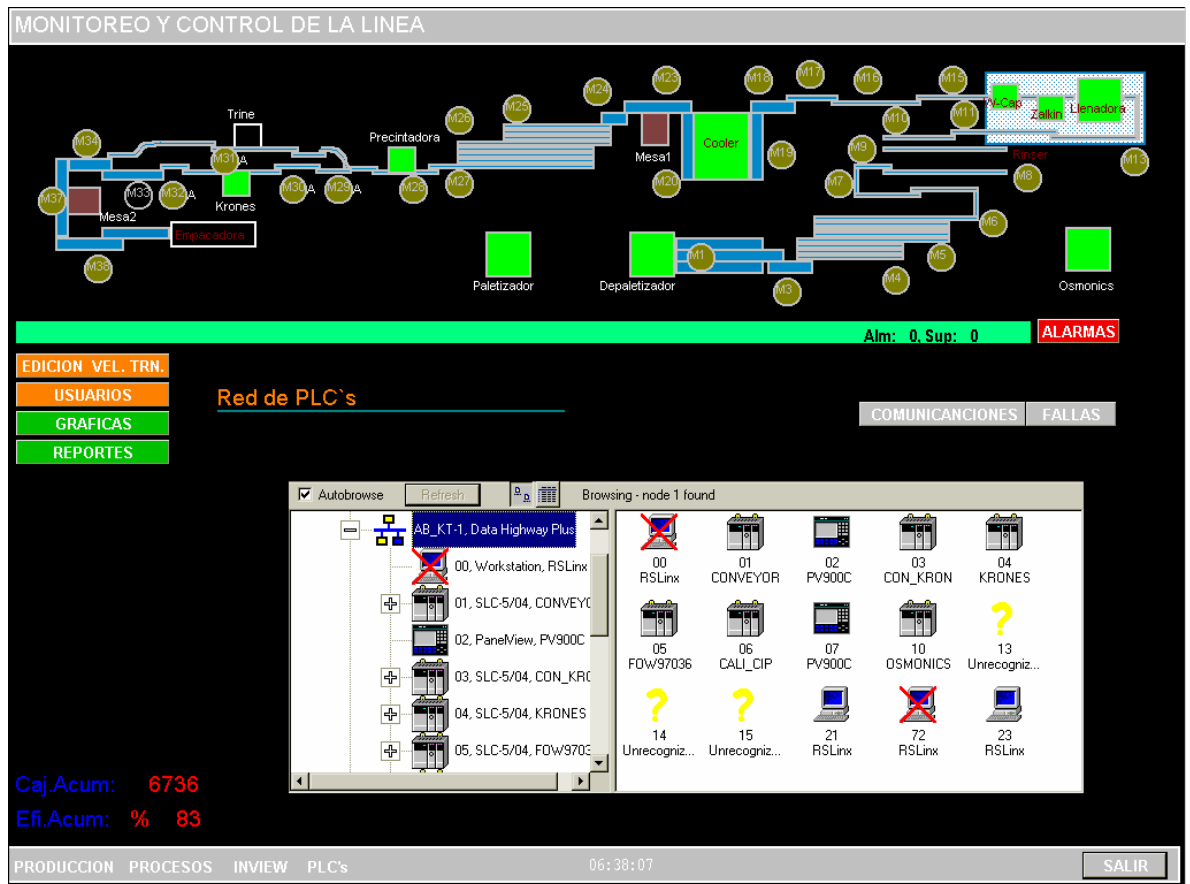 MONITOREO Y CONTROL DE LA LINEA
M24 M23 M18 M17 M16 M15
Trine
M26 M25
W-Cap Zalkin Llenadora
M10 M11
Precintadora
M34
M31 A
Mesa1
Cooler
M19
M9
Rinser
M13
M37
Mesa2
M33
M32 A
Krones
M30 A M29 A M28 M27
M20
M7
M8
Empacadora
M6
M38
Paletizador
Depaletizador
M1
M3
M4
M5
Osmonics
Alm: 0, Sup: 0
ALARMAS
EDICION VEL. TRN.
USUARIOS
GRAFICAS
REPORTES
Red de PLC`s
COMUNICANCIONES FALLAS
Autobrowse Refresh Browsing - node 1 found
AB_KT-1, Data Highway Plus
00, Workstation, RSLinx
01, SLC-5/04, CONVEYO
02, PanelView, PV900C
03, SLC-5/04, CON_KRO
04, SLC-5/04, KRONES
05, SLC-5/04, FOW9703
00 01 02 03 04
RSLinx CONVEYOR PV900C CON_KRON KRONES
05 06 07 10 13
FOW97036 CALI_CIP PV900C OSMONICS Unrecogniz...
14 15 21 72 23
Unrecogniz... Unrecogniz... RSLinx RSLinx RSLinx
Caj.Acum: 6736
Efi.Acum: % 83
PRODUCCION PROCESOS INVIEW PLC's 06:38:07 SALIR